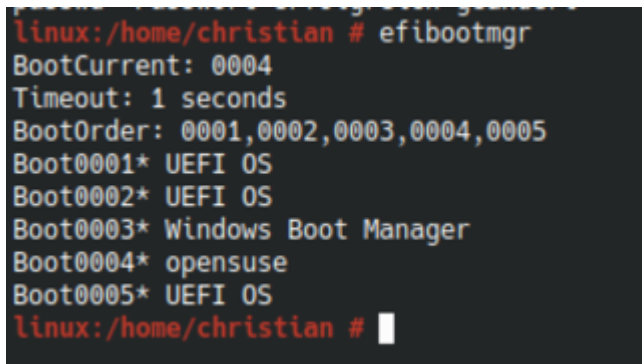 linux:/home/christian # efibootmgr
BootCurrent: 0004
Timeout: 1 seconds
BootOrder: 0001,0002,0003,0004,0005
Boot0001* UEFI OS
Boot0002* UEFI OS
Boot0003* Windows Boot Manager
Boot0004* opensuse
Boot0005* UEFI OS
linux:/home/christian #